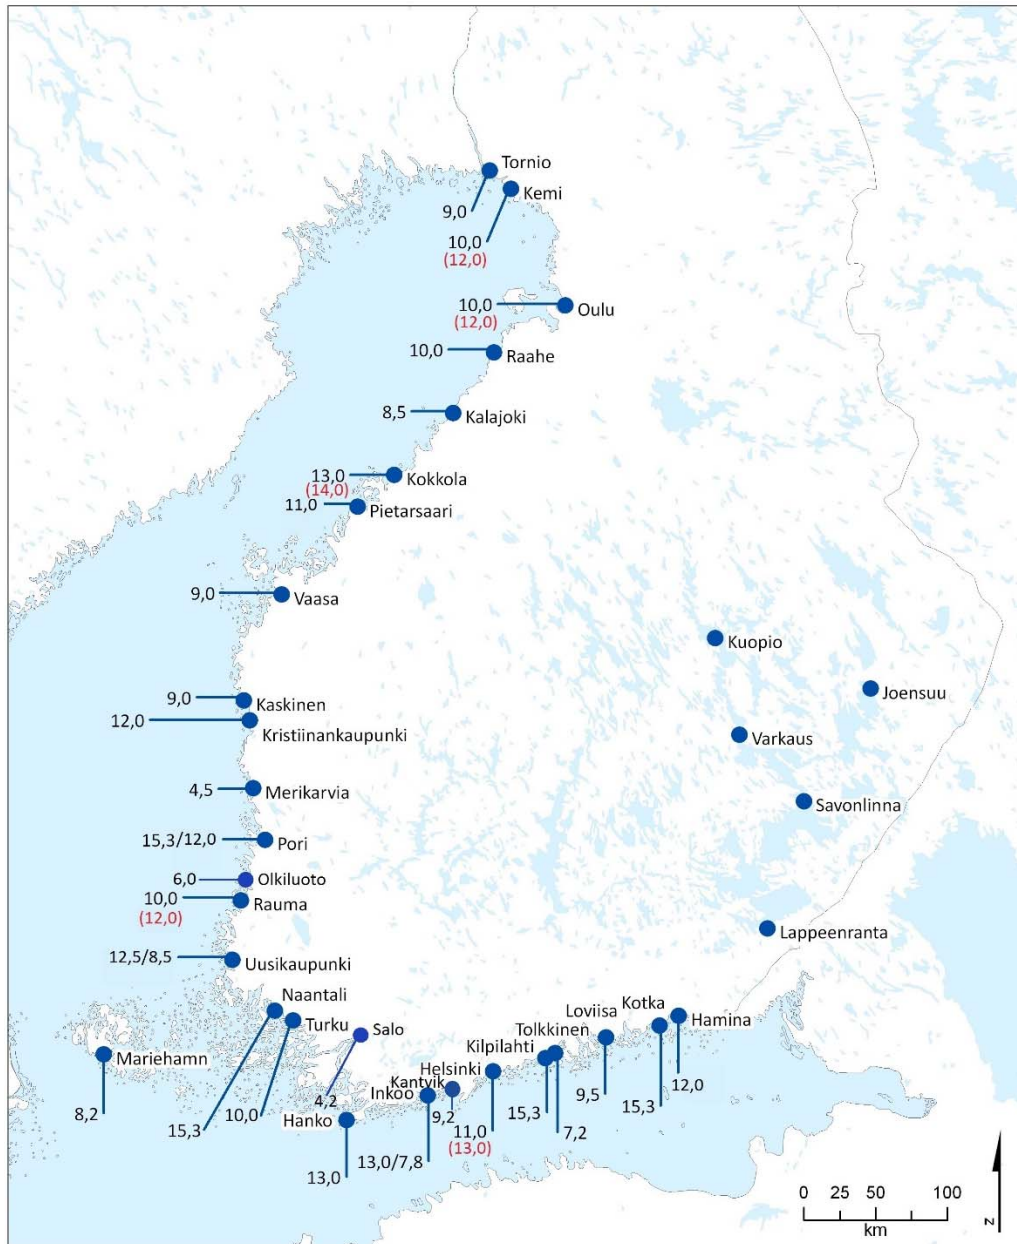 Tornio
Kemi
9,0
10,0
(12,0)
10,0
(12,0)
Oulu
10,0
Raahe
8,5
Kalajoki
13,0
(14,0)
Kokkola
11,0
Pietarsaari
9,0
Vaasa
Kuopio
Joensuu
9,0
Kaskinen
12,0
Kristiinankaupunki
Varkaus
4,5
Merikarvia
Savonlinna
15,3/12,0
Pori
6,0
Olkiluoto
10,0
(12,0)
Rauma
Lappeenranta
12,5/8,5
Uusikaupunki
Naantali
Turku
Salo
Mariehamn
8,2
15,3
10,0
4,2
Hanko
13,0
Inkoo
13,0/7,8
Kantvik
9,2
Helsinki
11,0
(13,0)
Kilpilahti
15,3
Tolkkinen
7,2
Loviisa
9,5
Kotka
15,3
Hamina
12,0
0 25 50 100
km
N